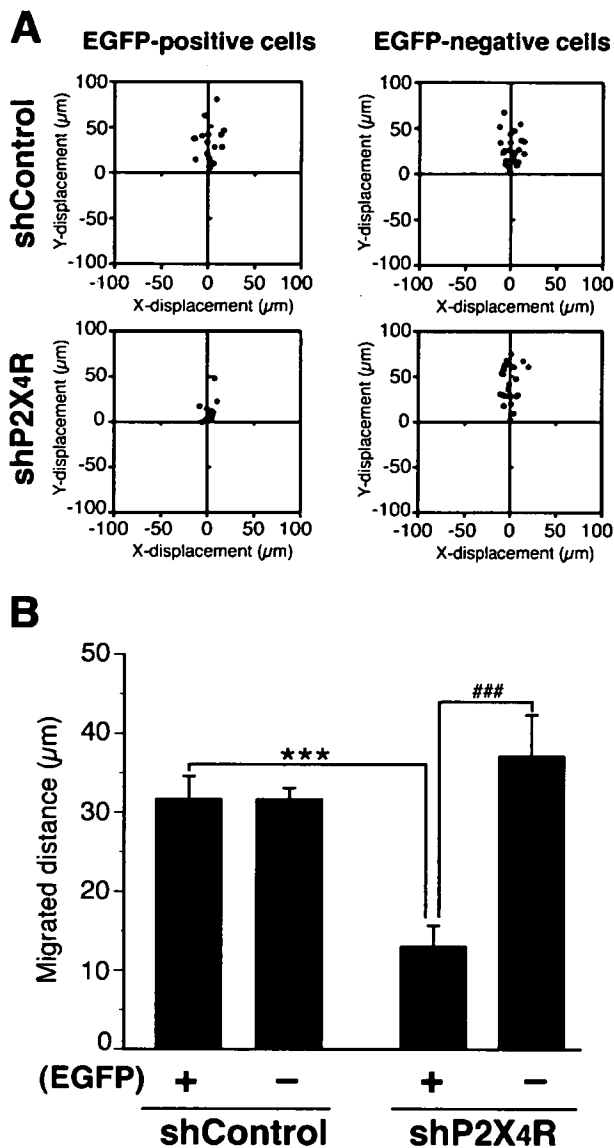 A
EGFP-positive cells
EGFP-negative cells
shControl
Y-displacement (µm)
100
50
0
-50
-100
-100 -50 0 50 100
X-displacement (µm)
Y-displacement (µm)
100
50
0
-50
-100
-100 -50 0 50 100
X-displacement (µm)
shP2X4R
Y-displacement (µm)
100
50
0
-50
-100
-100 -50 0 50 100
X-displacement (µm)
Y-displacement (µm)
100
50
0
-50
-100
-100 -50 0 50 100
X-displacement (µm)
B
Migrated distance (µm)
50
40
30
20
10
0
***
###
(EGFP) + − + −
shControl shP2X4R